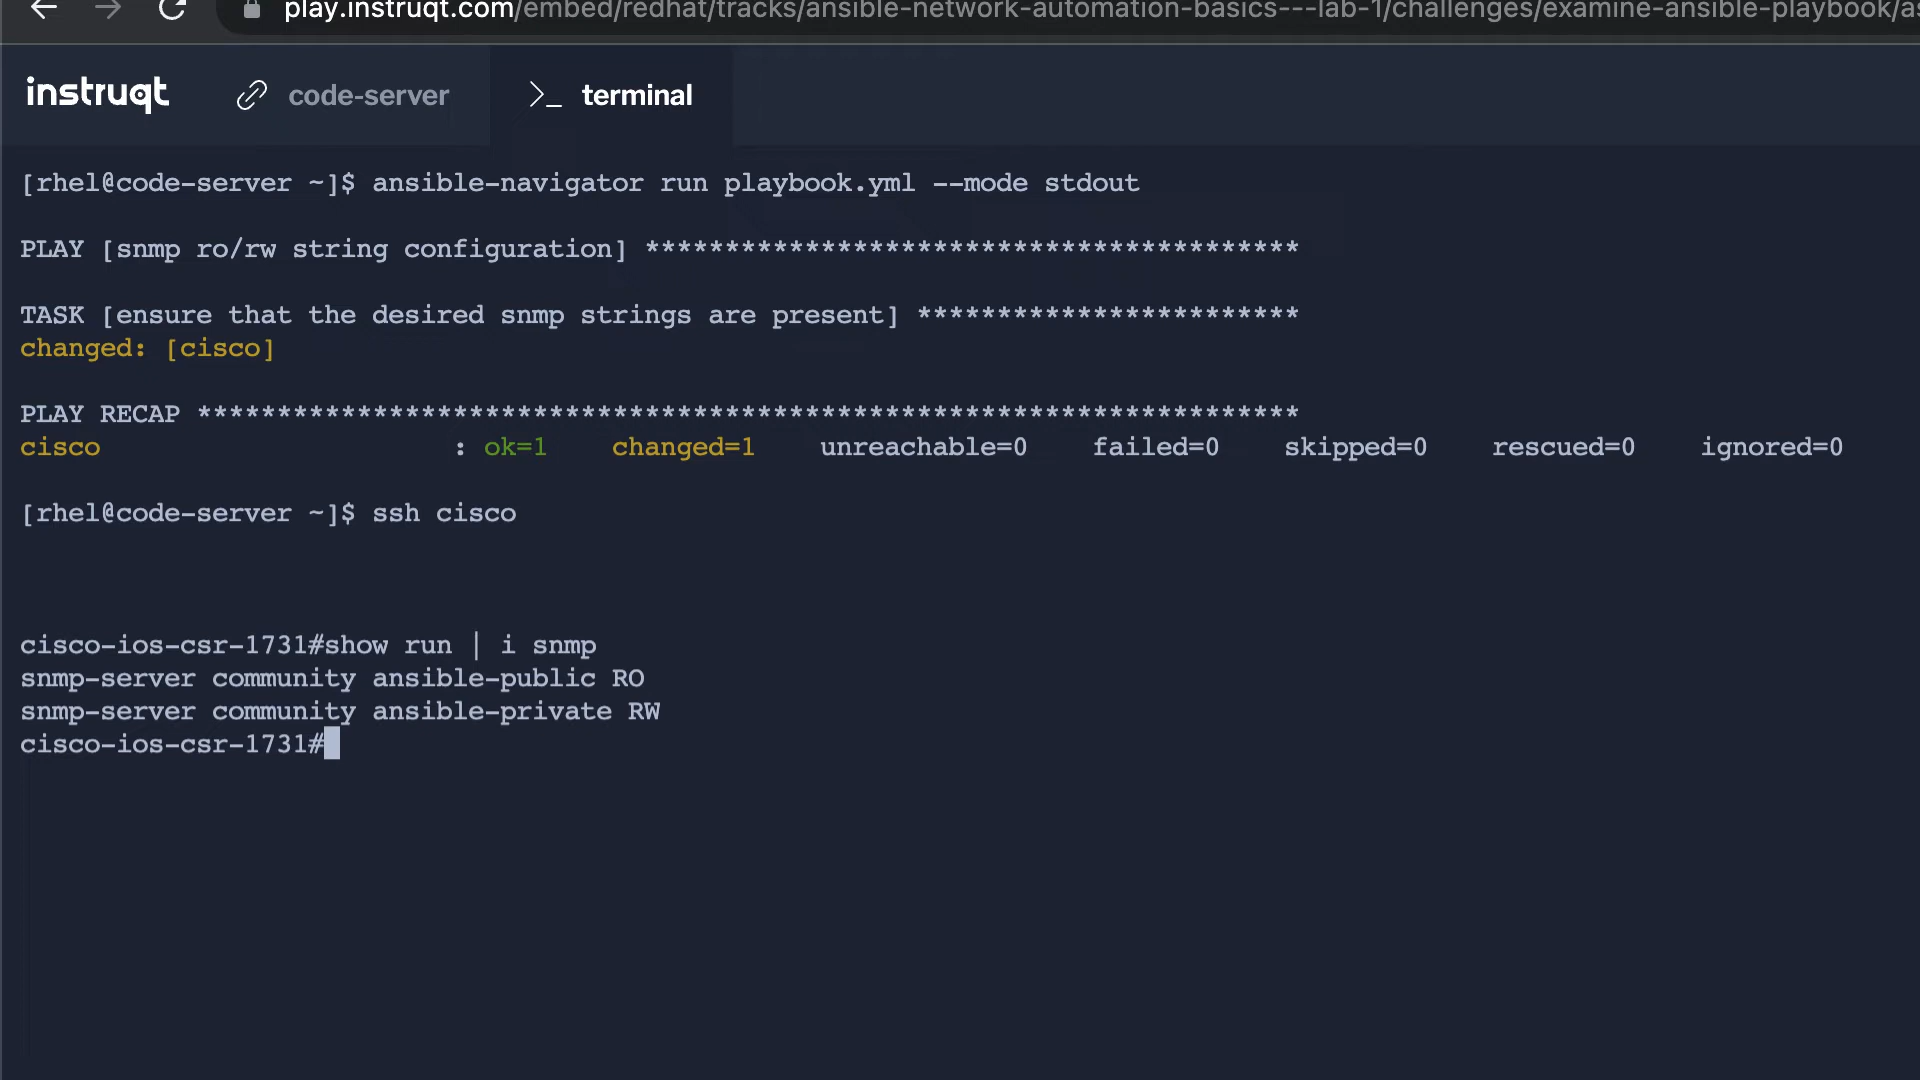 play.instruqt.com/embed/redhat/tracks/ansible-network-automation-basics---lab-1/challenges/examine-ansible-playbook/as
instruqt code-server >_ terminal
[rhel@code-server ~]$ ansible-navigator run playbook.yml --mode stdout
PLAY [snmp ro/rw string configuration] *****************************************
TASK [ensure that the desired snmp strings are present] ************************
changed: [cisco]
PLAY RECAP *********************************************************************
cisco : ok=1 changed=1 unreachable=0 failed=0 skipped=0 rescued=0 ignored=0
[rhel@code-server ~]$ ssh cisco
cisco-ios-csr-1731#show run | i snmp
snmp-server community ansible-public RO
snmp-server community ansible-private RW
cisco-ios-csr-1731#